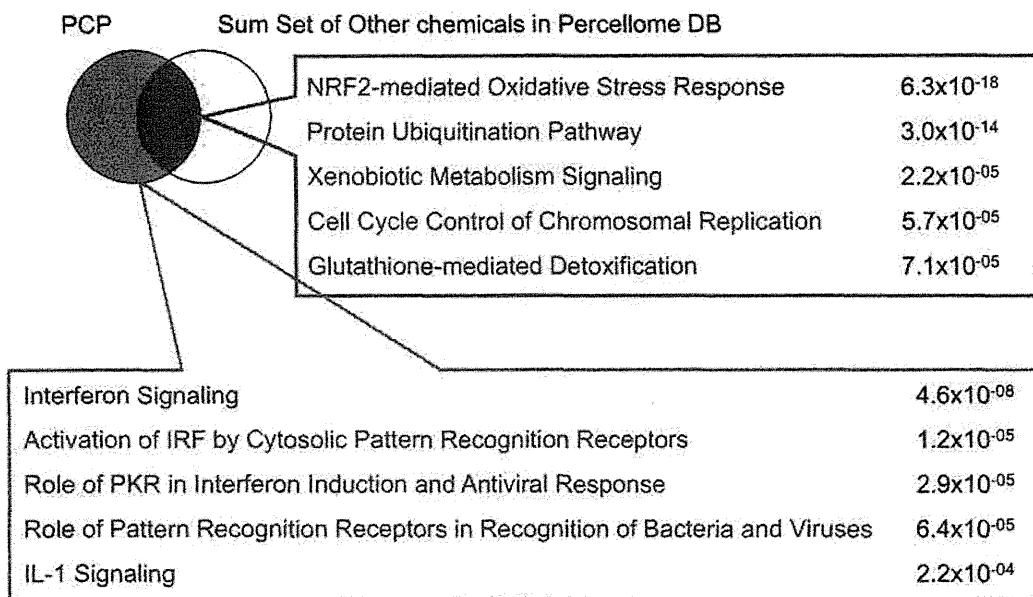 PCP Sum Set of Other chemicals in Percellome DB
NRF2-mediated Oxidative Stress Response 6.3x10-18
Protein Ubiquitination Pathway 3.0x10-14
Xenobiotic Metabolism Signaling 2.2x10-05
Cell Cycle Control of Chromosomal Replication 5.7x10-05
Glutathione-mediated Detoxification 7.1x10-05
Interferon Signaling 4.6x10-08
Activation of IRF by Cytosolic Pattern Recognition Receptors 1.2x10-05
Role of PKR in Interferon Induction and Antiviral Response 2.9x10-05
Role of Pattern Recognition Receptors in Recognition of Bacteria and Viruses 6.4x10-05
IL-1 Signaling 2.2x10-04